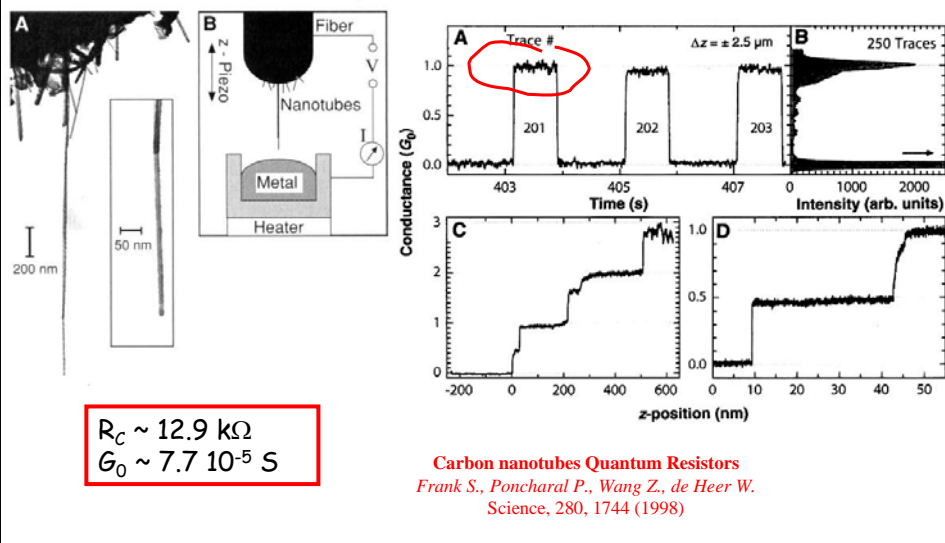 A
200 nm
50 nm
B
Fiber
z - Piezo
V
Nanotubes
I
Metal
Heater
A
Trace #
Δz = ± 2.5 µm
1.0
0.5
0.0
201
202
203
403
405
407
Time (s)
B
250 Traces
0
1000
2000
Intensity (arb. units)
Conductance (G₀)
C
3
2
1
0
-200
0
200
400
600
D
1.0
0.5
0.0
0
10
20
30
40
50
z-position (nm)
R_C ~ 12.9 kΩ
G₀ ~ 7.7 10⁻⁵ S
Carbon nanotubes Quantum Resistors
Frank S., Poncharal P., Wang Z., de Heer W.
Science, 280, 1744 (1998)